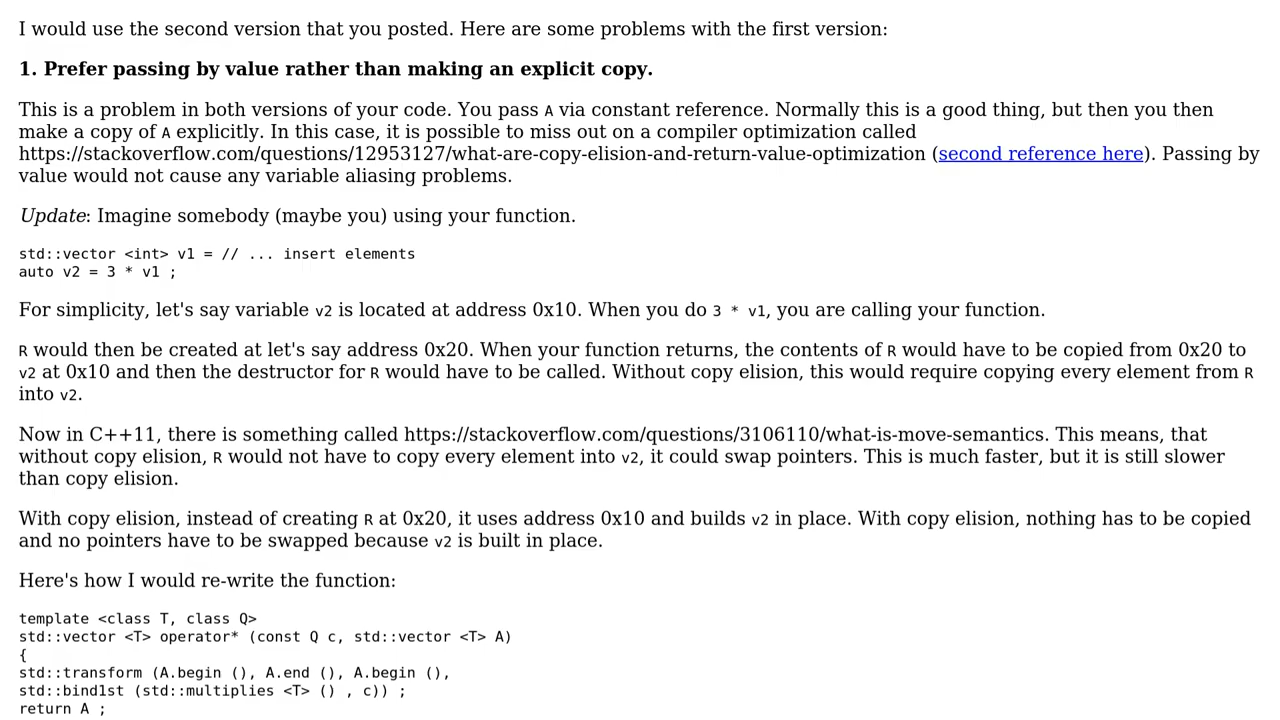 I would use the second version that you posted. Here are some problems with the first version:
1. Prefer passing by value rather than making an explicit copy.
This is a problem in both versions of your code. You pass A via constant reference. Normally this is a good thing, but then you then
make a copy of A explicitly. In this case, it is possible to miss out on a compiler optimization called
https://stackoverflow.com/questions/12953127/what-are-copy-elision-and-return-value-optimization (second reference here). Passing by
value would not cause any variable aliasing problems.
Update: Imagine somebody (maybe you) using your function.
std::vector <int> v1 = // ... insert elements
auto v2 = 3 * v1 ;
For simplicity, let's say variable v2 is located at address 0x10. When you do 3 * v1, you are calling your function.
R would then be created at let's say address 0x20. When your function returns, the contents of R would have to be copied from 0x20 to
v2 at 0x10 and then the destructor for R would have to be called. Without copy elision, this would require copying every element from R
into v2.
Now in C++11, there is something called https://stackoverflow.com/questions/3106110/what-is-move-semantics. This means, that
without copy elision, R would not have to copy every element into v2, it could swap pointers. This is much faster, but it is still slower
than copy elision.
With copy elision, instead of creating R at 0x20, it uses address 0x10 and builds v2 in place. With copy elision, nothing has to be copied
and no pointers have to be swapped because v2 is built in place.
Here's how I would re-write the function:
template <class T, class Q>
std::vector <T> operator* (const Q c, std::vector <T> A)
{
std::transform (A.begin (), A.end (), A.begin (),
std::bind1st (std::multiplies <T> () , c)) ;
return A ;